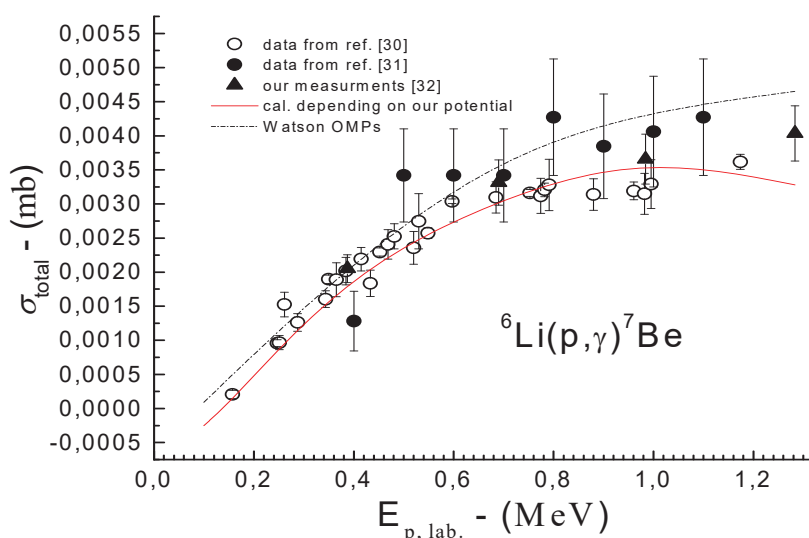 0,0055
0,0050
0,0045
0,0040
0,0035
0,0030
0,0025
0,0020
0,0015
0,0010
0,0005
0,0000
-0,0005
σtotal - (mb)
data from ref. [30]
data from ref. [31]
our measurments [32]
cal. depending on our potential
Watson OMPs
⁶Li(p,γ)⁷Be
0,0 0,2 0,4 0,6 0,8 1,0 1,2
Ep, lab. - (MeV)